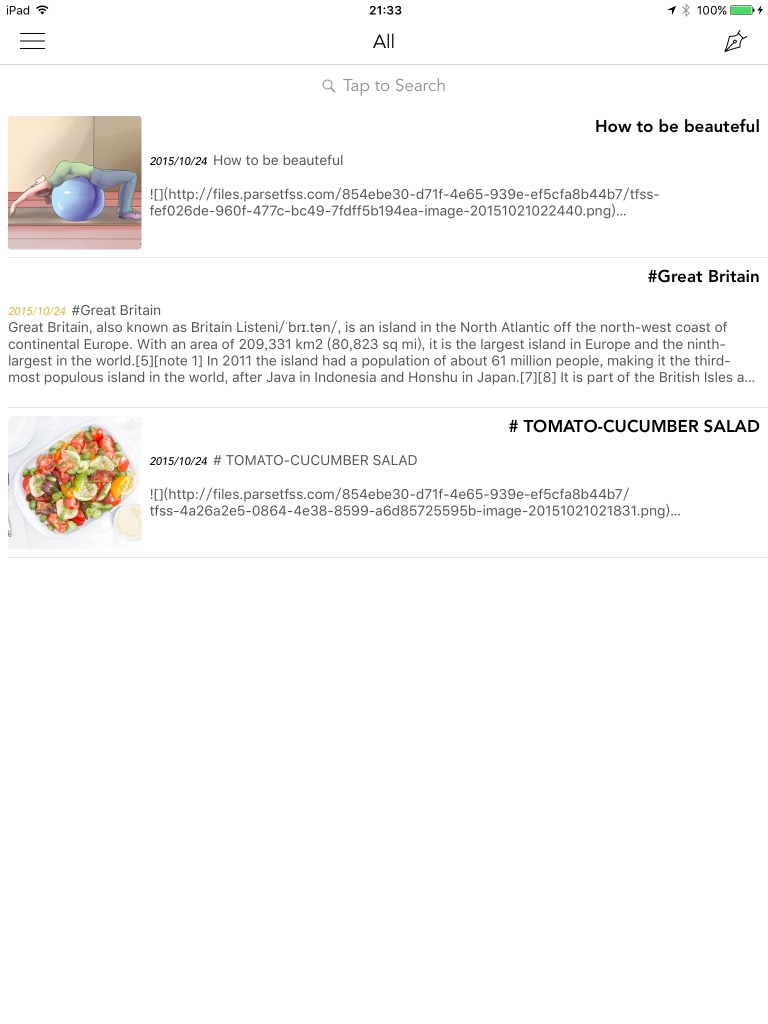 iPad 21:33 100%
All
Tap to Search
How to be beauteful
2015/10/24 How to be beauteful
![](http://files.parsetfss.com/854ebe30-d71f-4e65-939e-ef5cfa8b44b7/tfss-
fef026de-960f-477c-bc49-7fdff5b194ea-image-20151021022440.png)...
#Great Britain
2015/10/24 #Great Britain
Great Britain, also known as Britain Listeni/ˈbrɪ.tən/, is an island in the North Atlantic off the north-west coast of
continental Europe. With an area of 209,331 km2 (80,823 sq mi), it is the largest island in Europe and the ninth-
largest in the world.[5][note 1] In 2011 the island had a population of about 61 million people, making it the third-
most populous island in the world, after Java in Indonesia and Honshu in Japan.[7][8] It is part of the British Isles a...
# TOMATO-CUCUMBER SALAD
2015/10/24 # TOMATO-CUCUMBER SALAD
![](http://files.parsetfss.com/854ebe30-d71f-4e65-939e-ef5cfa8b44b7/
tfss-4a26a2e5-0864-4e38-8599-a6d85725595b-image-20151021021831.png)...